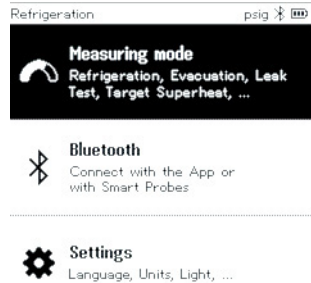 Refrigeration psig
Measuring mode
Refrigeration, Evacuation, Leak
Test, Target Superheat, ...
Bluetooth
Connect with the App or
with Smart Probes
Settings
Language, Units, Light, ...